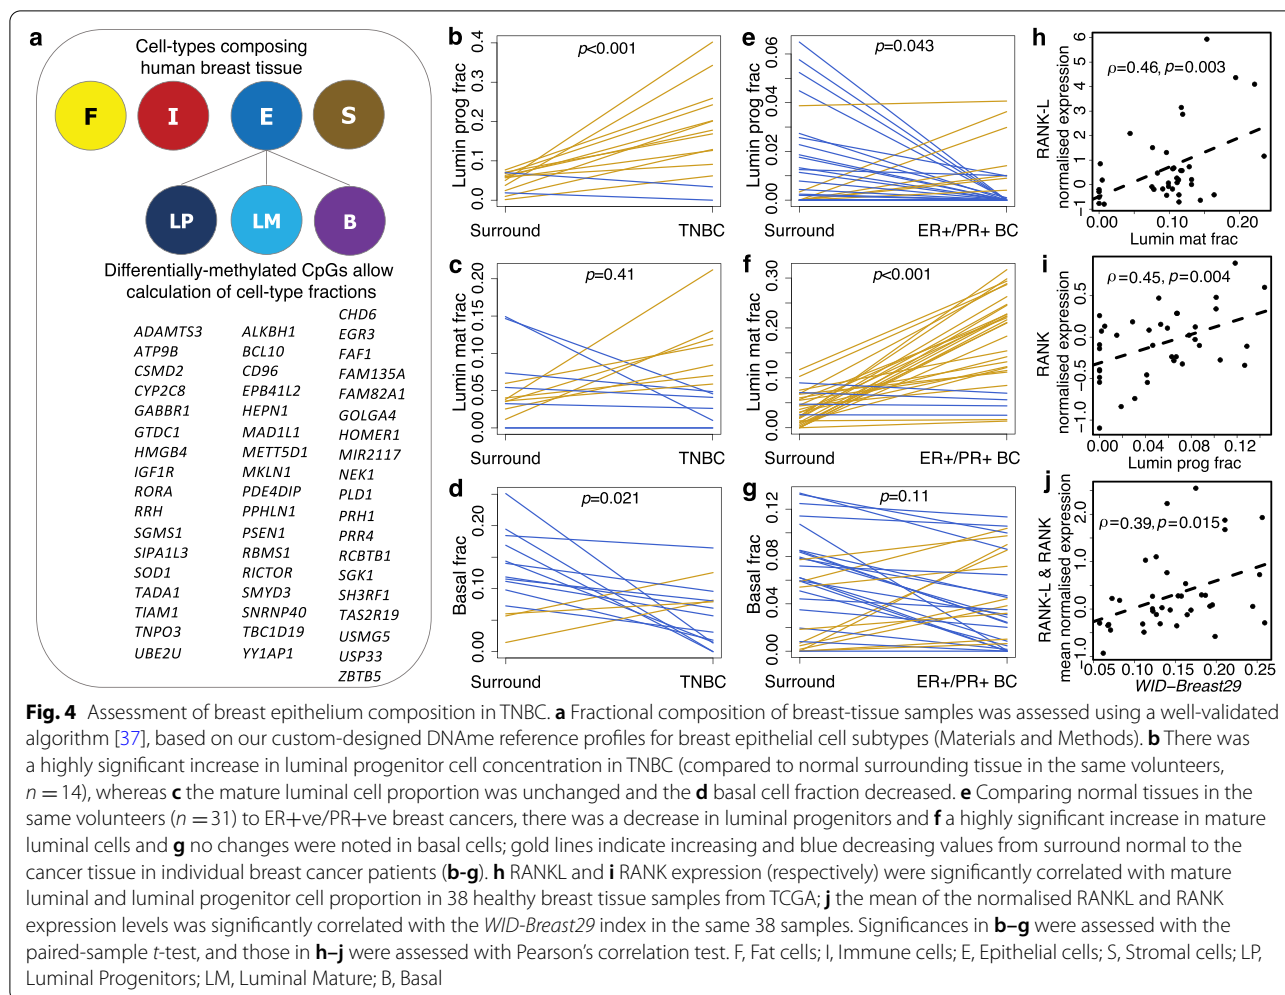 a
Cell-types composing
human breast tissue
F
I
E
S
LP
LM
B
Differentially-methylated CpGs allow
calculation of cell-type fractions
ADAMTS3
ATP9B
CSMD2
CYP2C8
GABBR1
GTDC1
HMGB4
IGF1R
RORA
RRH
SGMS1
SIPA1L3
SOD1
TADA1
TIAM1
TNPO3
UBE2U
ALKBH1
BCL10
CD96
EPB41L2
HEPN1
MAD1L1
METT5D1
MKLN1
PDE4DIP
PPHLN1
PSEN1
RBMS1
RICTOR
SMYD3
SNRNP40
TBC1D19
YY1AP1
CHD6
EGR3
FAF1
FAM135A
FAM82A1
GOLGA4
HOMER1
MIR2117
NEK1
PLD1
PRH1
PRR4
RCBTB1
SGK1
SH3RF1
TAS2R19
USMG5
USP33
ZBTB5
b
p<0.001
Lumin prog frac
0.0 0.1 0.2 0.3 0.4
Surround TNBC
c
p=0.41
Lumin mat frac
0.00 0.05 0.10 0.15 0.20
Surround TNBC
d
p=0.021
Basal frac
0.00 0.10 0.20
Surround TNBC
e
p=0.043
Lumin prog frac
0.00 0.02 0.04 0.06
Surround ER+/PR+ BC
f
p<0.001
Lumin mat frac
0.00 0.10 0.20 0.30
Surround ER+/PR+ BC
g
p=0.11
Basal frac
0.00 0.04 0.08 0.12
Surround ER+/PR+ BC
h
ρ=0.46, p=0.003
RANK-L
normalised expression
−1 0 1 2 3 4 5 6
0.00 0.10 0.20
Lumin mat frac
i
ρ=0.45, p=0.004
RANK
normalised expression
−1.0 −0.5 0.0 0.5
0.00 0.04 0.08 0.12
Lumin prog frac
j
ρ=0.39, p=0.015
RANK-L & RANK
mean normalised expression
−1.0 0.0 1.0 2.0
0.05 0.10 0.15 0.20 0.25
WID−Breast29
Fig. 4 Assessment of breast epithelium composition in TNBC. a Fractional composition of breast-tissue samples was assessed using a well-validated
algorithm [37], based on our custom-designed DNAme reference profiles for breast epithelial cell subtypes (Materials and Methods). b There was
a highly significant increase in luminal progenitor cell concentration in TNBC (compared to normal surrounding tissue in the same volunteers,
n = 14), whereas c the mature luminal cell proportion was unchanged and the d basal cell fraction decreased. e Comparing normal tissues in the
same volunteers (n = 31) to ER+ve/PR+ve breast cancers, there was a decrease in luminal progenitors and f a highly significant increase in mature
luminal cells and g no changes were noted in basal cells; gold lines indicate increasing and blue decreasing values from surround normal to the
cancer tissue in individual breast cancer patients (b-g). h RANKL and i RANK expression (respectively) were significantly correlated with mature
luminal and luminal progenitor cell proportion in 38 healthy breast tissue samples from TCGA; j the mean of the normalised RANKL and RANK
expression levels was significantly correlated with the WID-Breast29 index in the same 38 samples. Significances in b–g were assessed with the
paired-sample t-test, and those in h–j were assessed with Pearson's correlation test. F, Fat cells; I, Immune cells; E, Epithelial cells; S, Stromal cells; LP,
Luminal Progenitors; LM, Luminal Mature; B, Basal